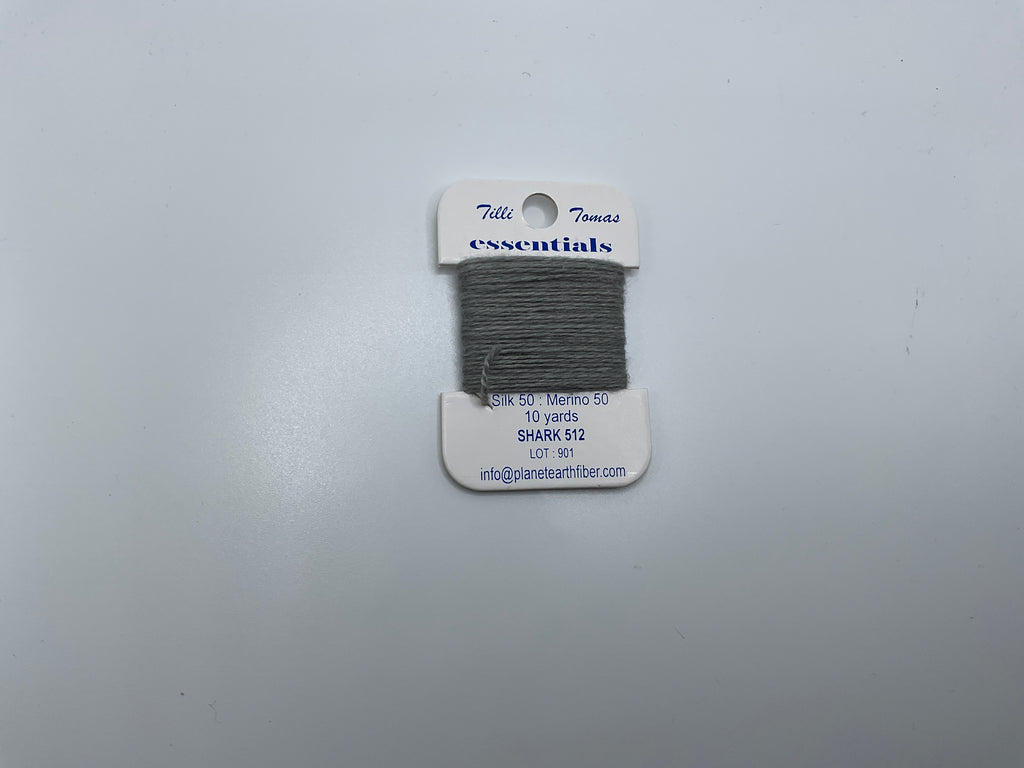 Tilli Tomas
essentials
Silk 50 : Merino 50
10 yards
SHARK 512
LOT : 901
info@planetearthfiber.com